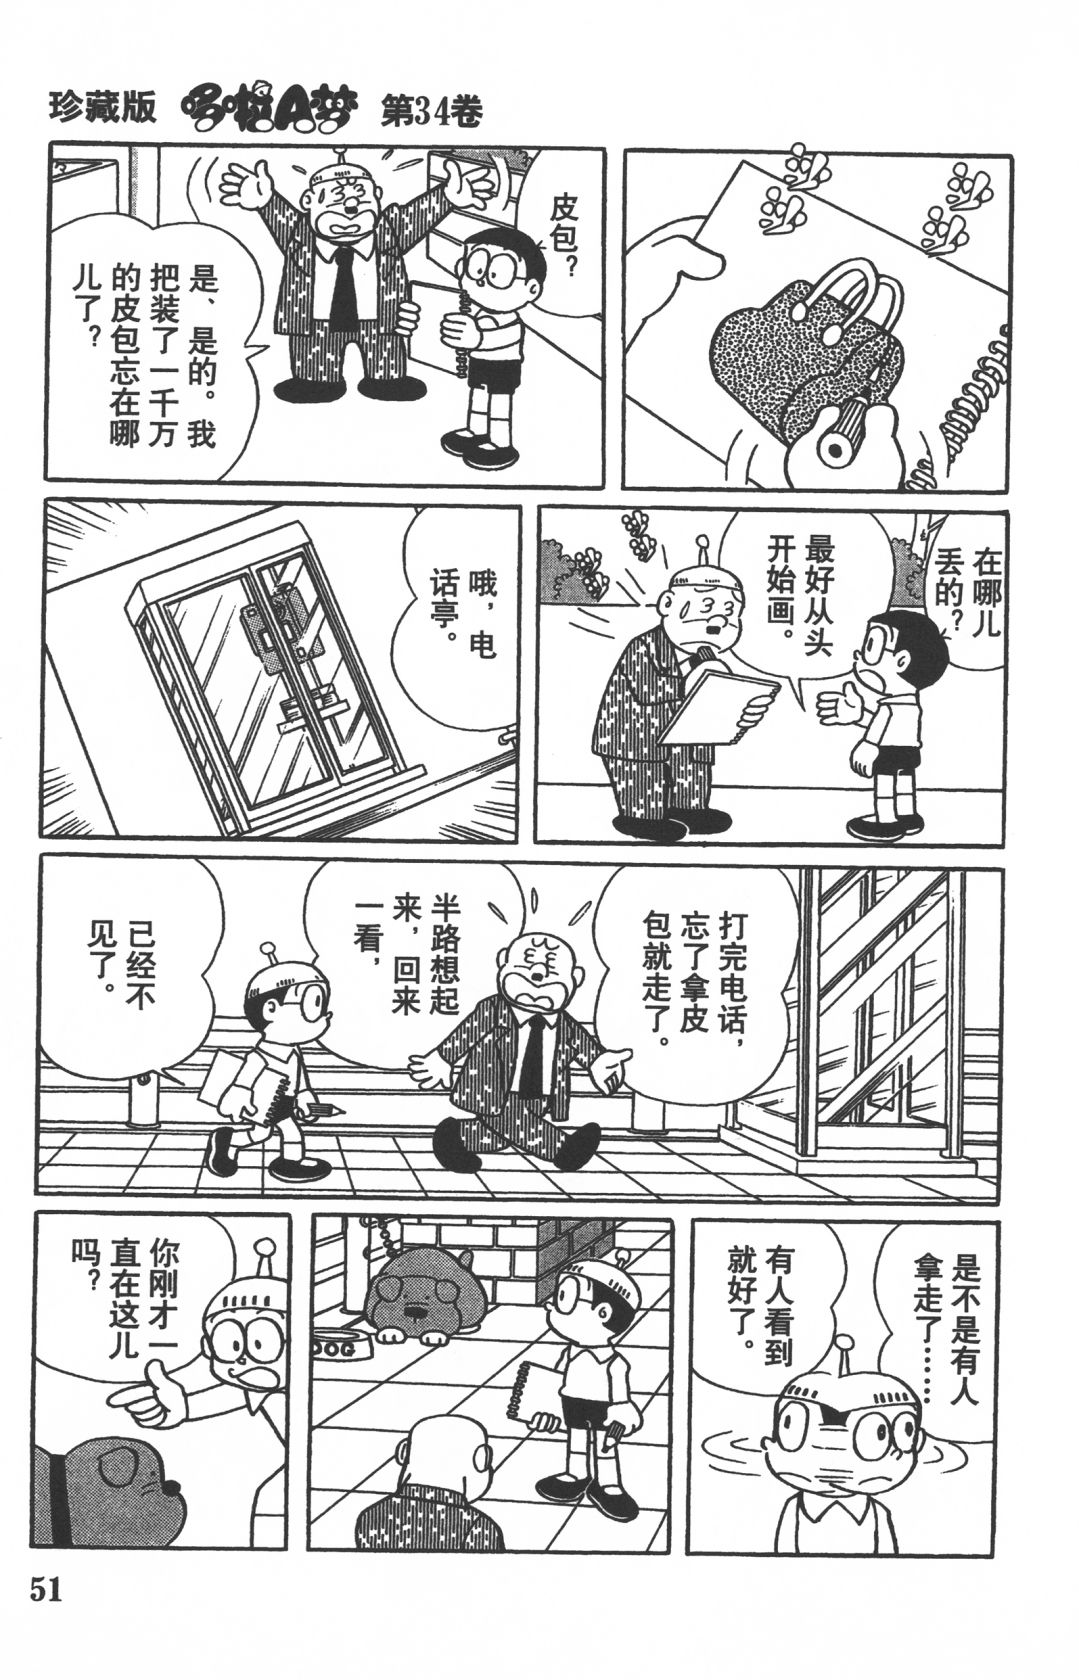 珍藏版 哆啦A梦 第34卷
皮包?
是、是的。我
把装了一千万
的皮包忘在哪
儿了?
在哪儿
丢的?
最好从头
开始画。
哦，电
话亭。
打完电话，
忘了拿皮
包就走了。
半路想起
来，回来
一看，
已经不
见了。
是不是有人
拿走了……
有人看到
就好了。
DOG
你刚才一
直在这儿
吗?
51